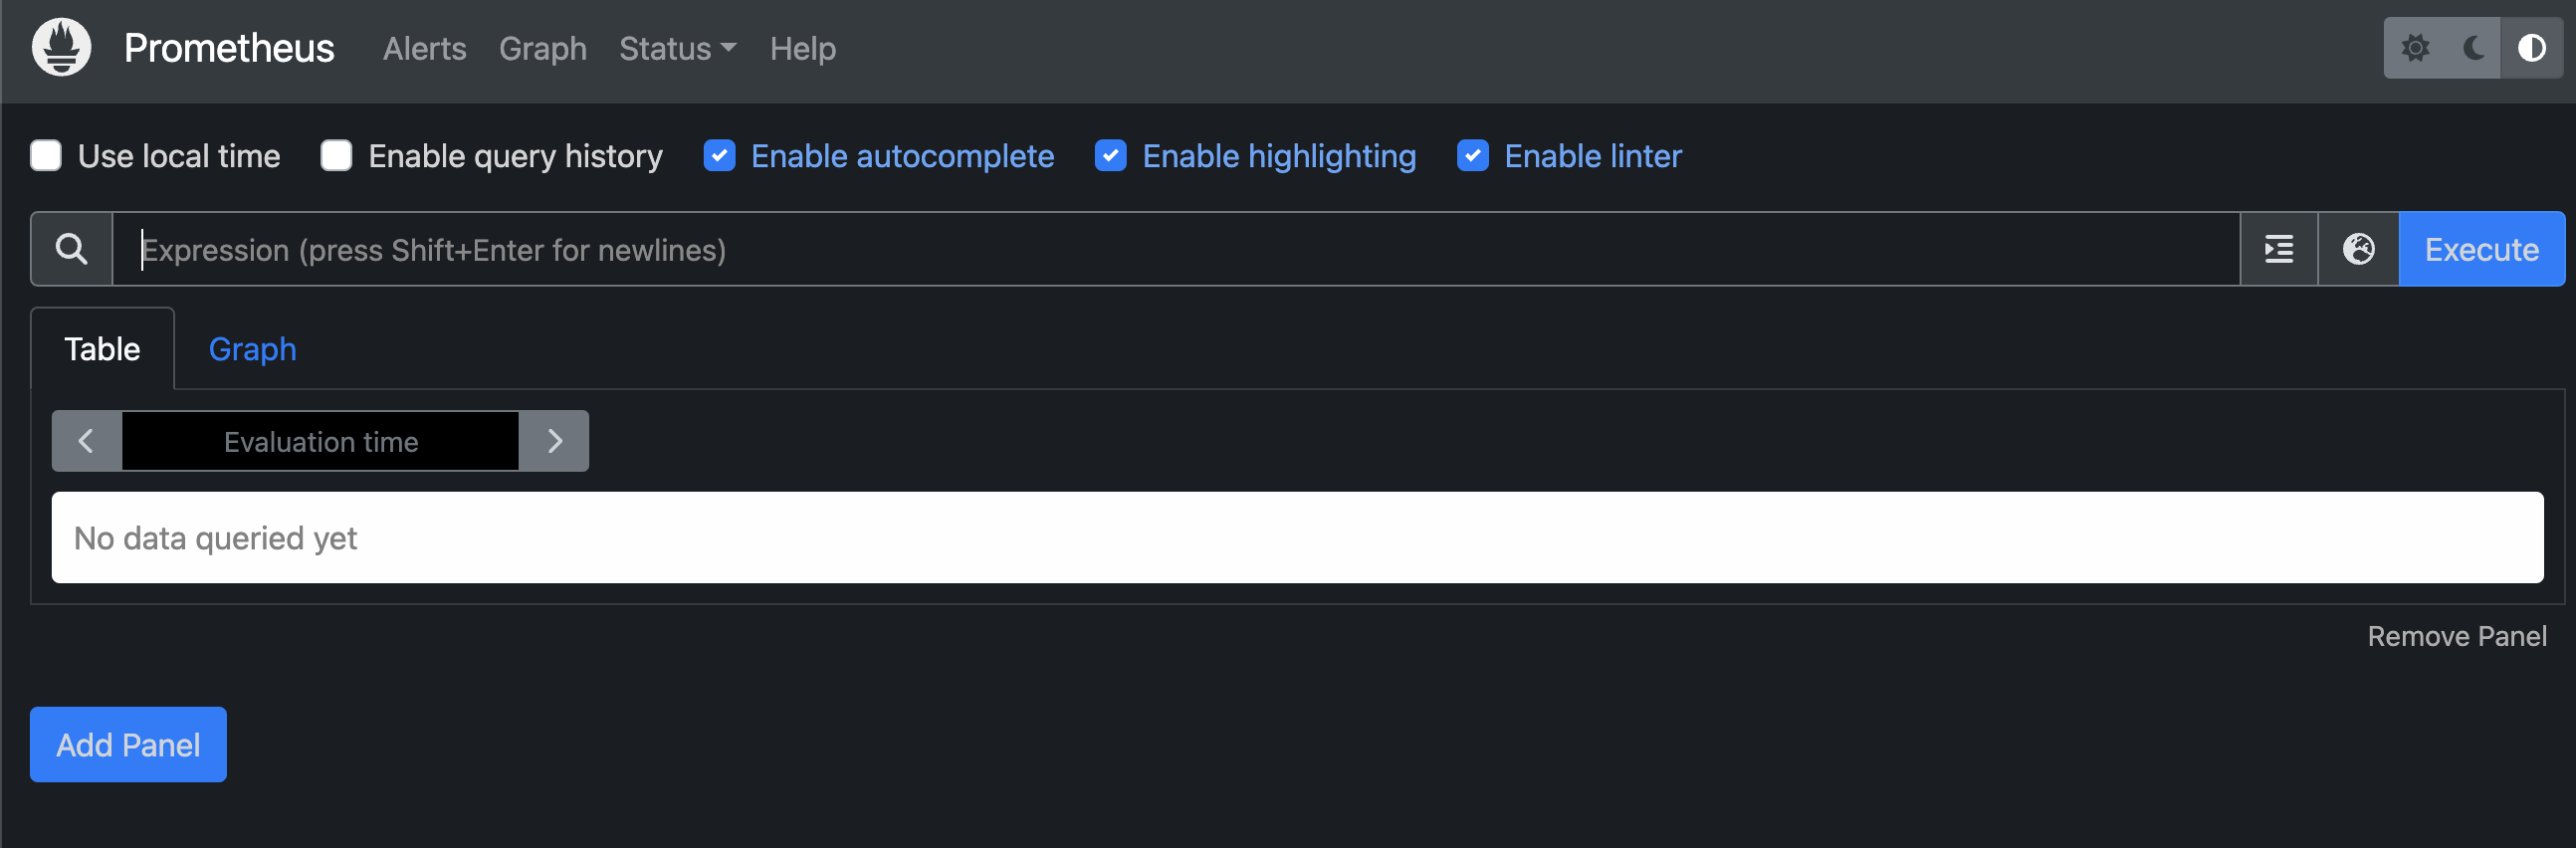 Prometheus Alerts Graph Status Help
Use local time Enable query history Enable autocomplete Enable highlighting Enable linter
Expression (press Shift+Enter for newlines) Execute
Table Graph
Evaluation time
No data queried yet
Remove Panel
Add Panel